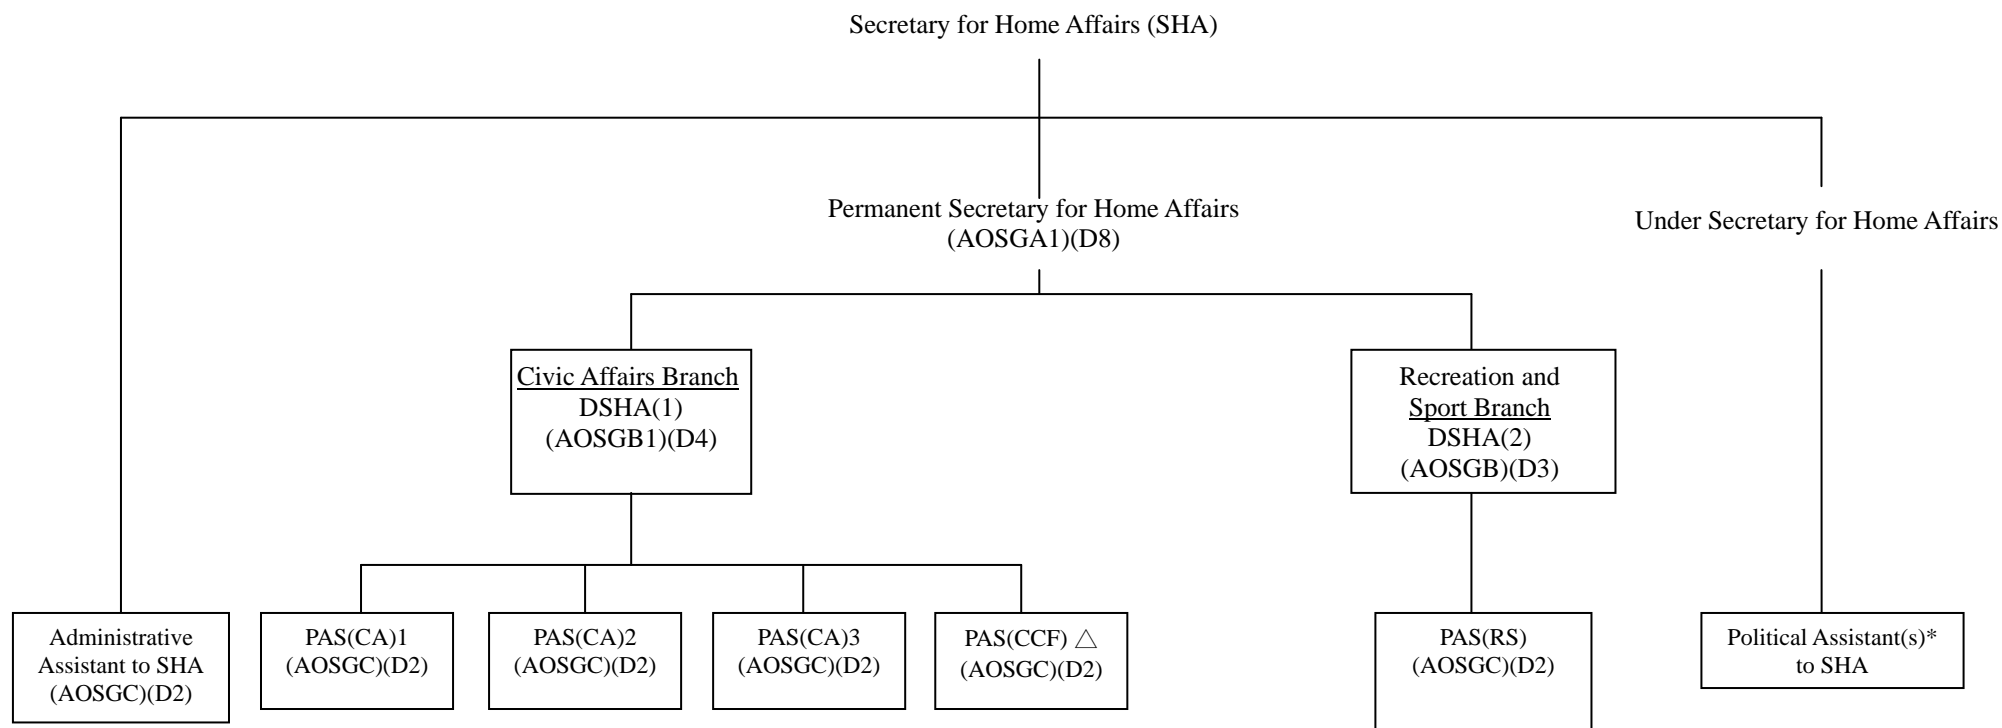 Secretary for Home Affairs (SHA)
Permanent Secretary for Home Affairs
(AOSGA1)(D8)
Under Secretary for Home Affairs
Civic Affairs Branch
DSHA(1)
(AOSGB1)(D4)
Recreation and
Sport Branch
DSHA(2)
(AOSGB)(D3)
Administrative
Assistant to SHA
(AOSGC)(D2)
PAS(CA)1
(AOSGC)(D2)
PAS(CA)2
(AOSGC)(D2)
PAS(CA)3
(AOSGC)(D2)
PAS(CCF) △
(AOSGC)(D2)
PAS(RS)
(AOSGC)(D2)
Political Assistant(s)*
to SHA